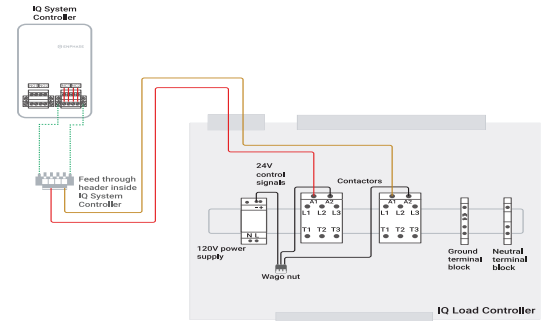 IQ System
Controller
ENPHASE
Feed through
header inside
IQ System
Controller
24V
control
signals
Contactors
A1 A2
L1 L2 L3
T1 T2 T3
A1 A2
L1 L2 L3
T1 T2 T3
- +
N L
120V power
supply
Wago nut
Ground
terminal
block
Neutral
terminal
block
IQ Load Controller